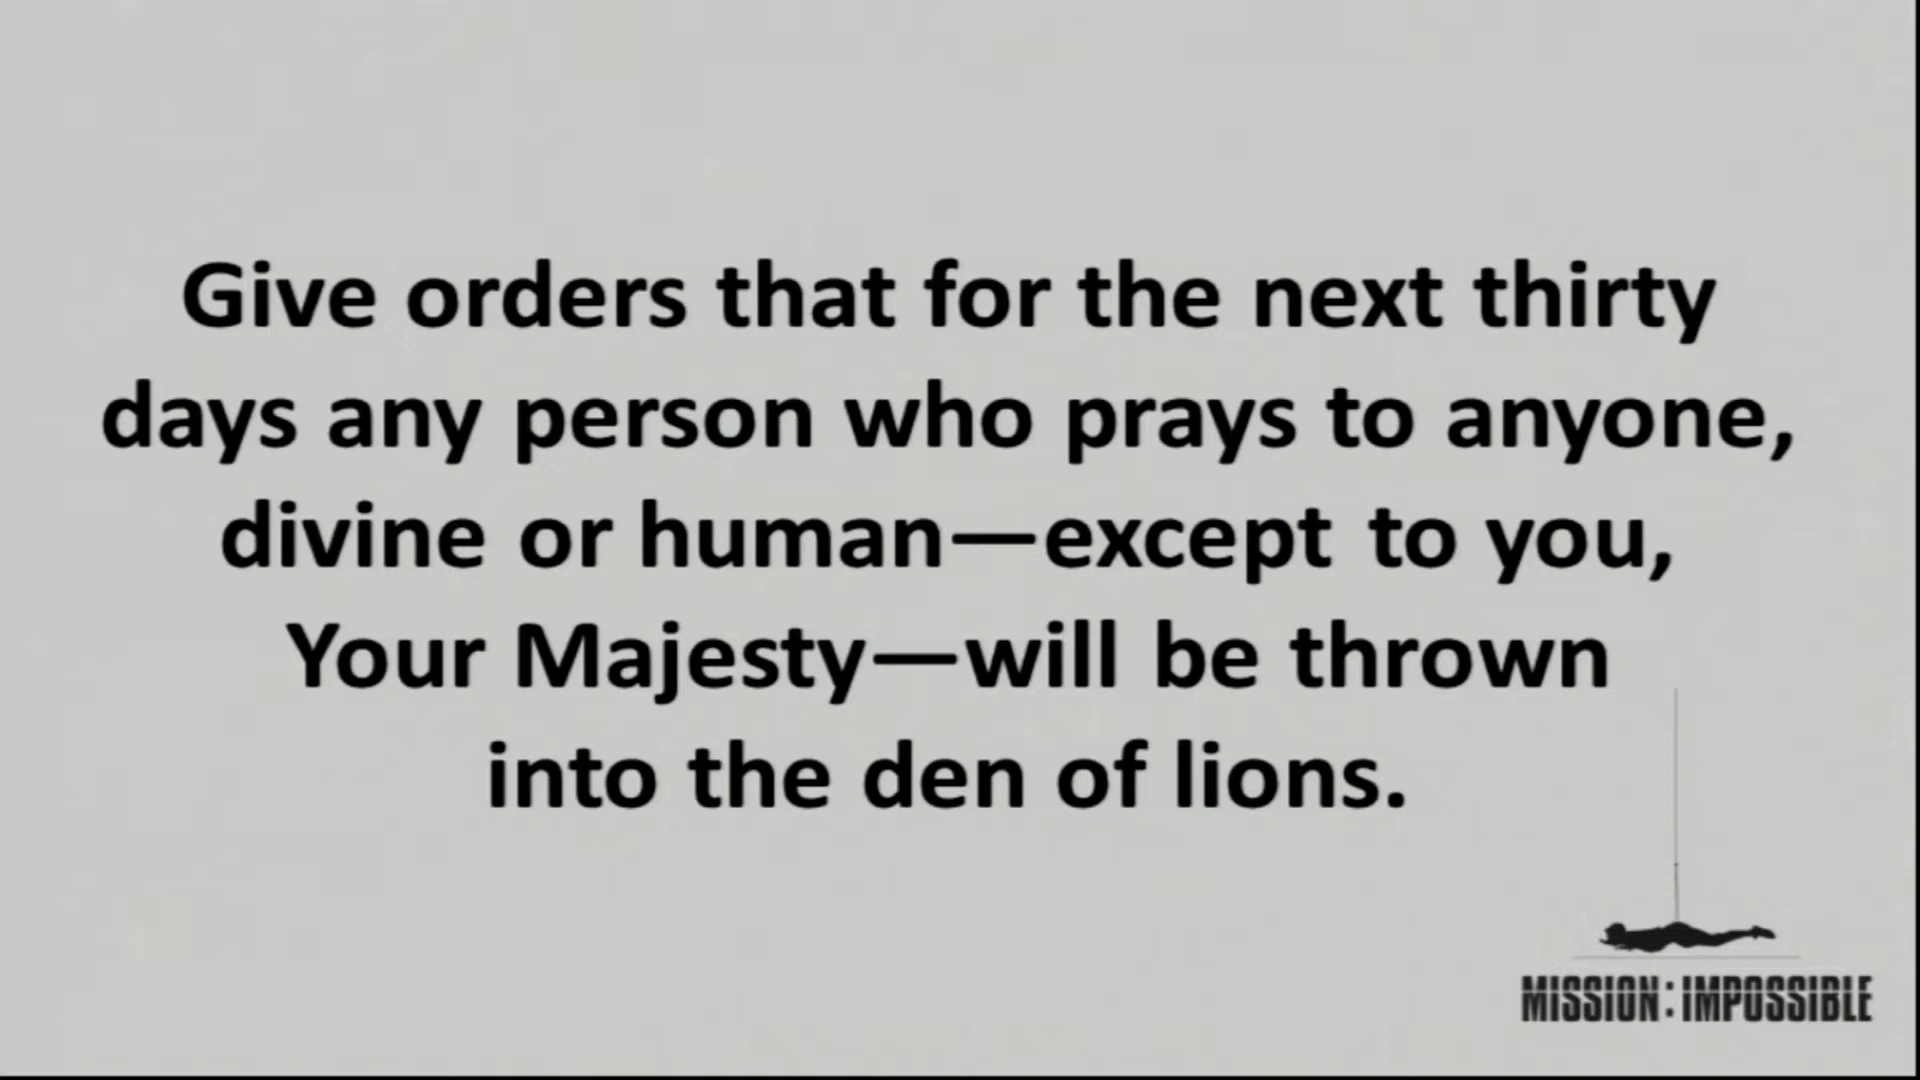 Give orders that for the next thirty
days any person who prays to anyone,
divine or human—except to you,
Your Majesty—will be thrown
into the den of lions.
MISSION:IMPOSSIBLE